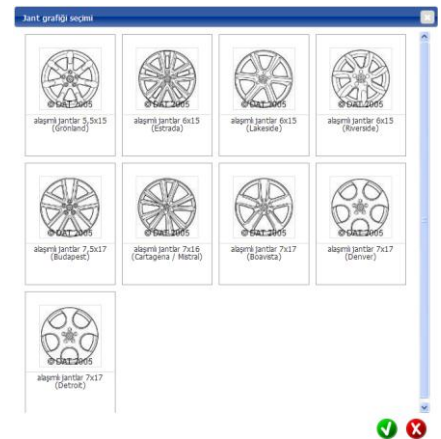 Jant grafiği seçimi
© DAT 2005
alaşımlı jantlar 5,5x15
(Grönland)
© DAT 2005
alaşımlı jantlar 6x15
(Estrada)
© DAT 2005
alaşımlı jantlar 6x15
(Lakeside)
© DAT 2005
alaşımlı jantlar 6x15
(Riverside)
© DAT 2005
alaşımlı jantlar 7,5x17
(Budapest)
© DAT 2005
alaşımlı jantlar 7x16
(Cartagena / Mistral)
© DAT 2005
alaşımlı jantlar 7x17
(Boavista)
© DAT 2005
alaşımlı jantlar 7x17
(Denver)
© DAT 2005
alaşımlı jantlar 7x17
(Detroit)